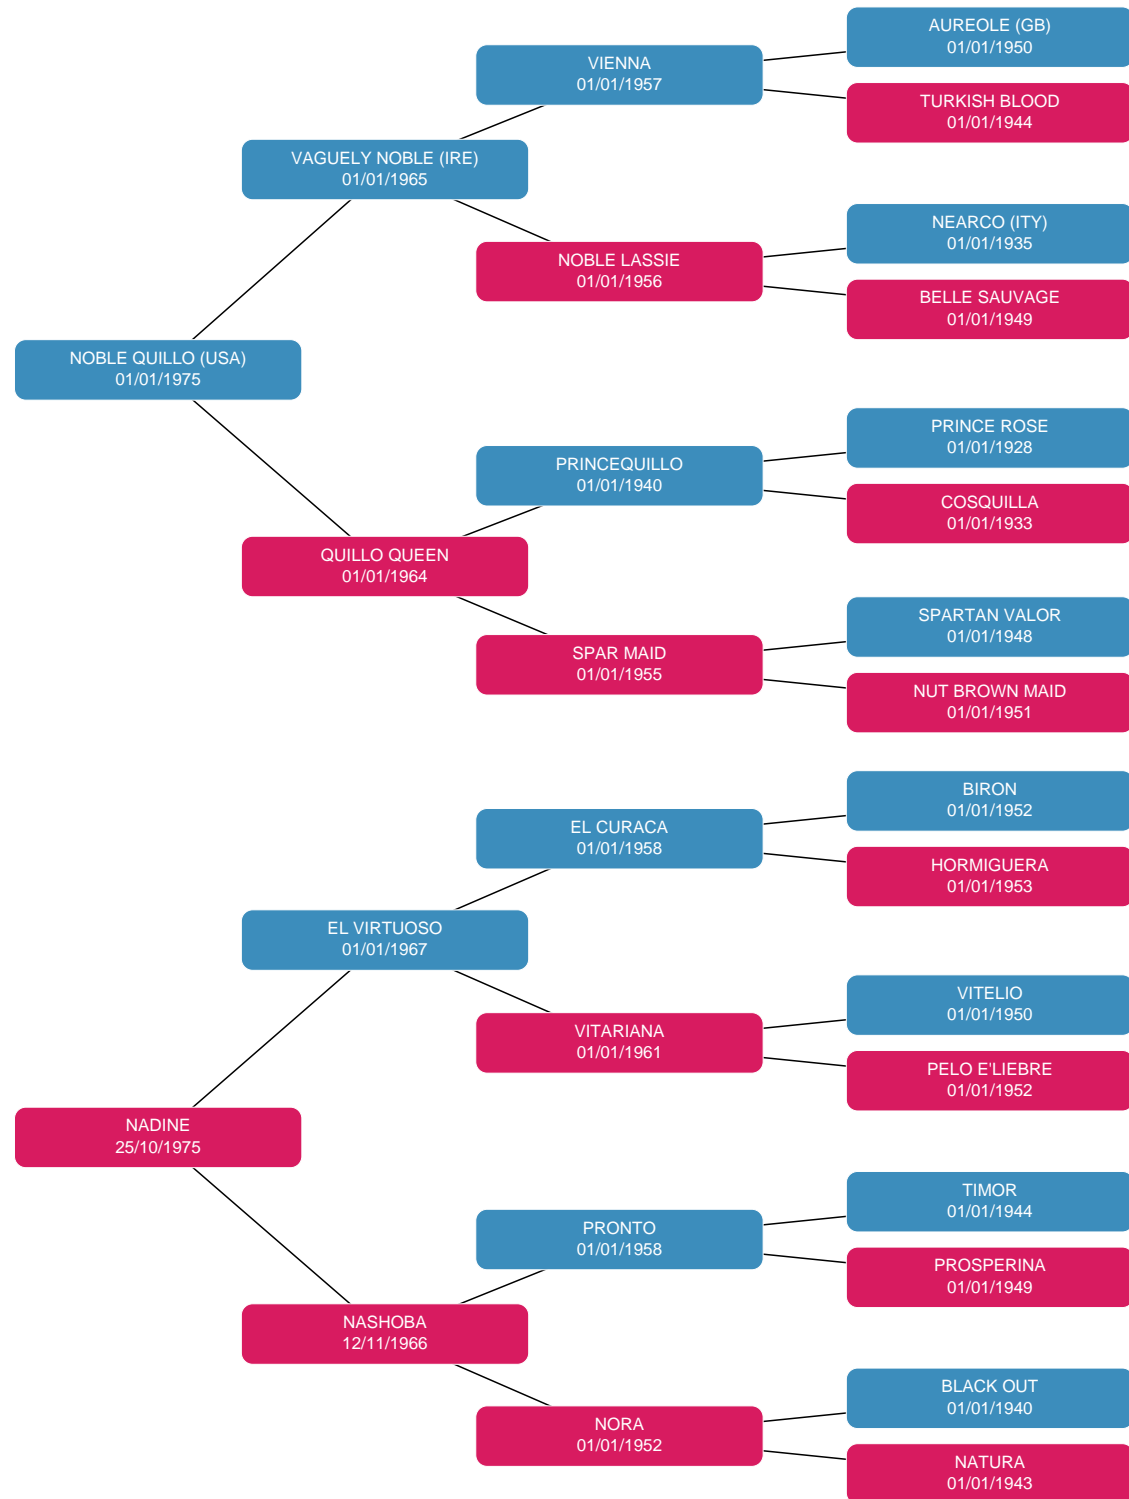 AUREOLE (GB)
01/01/1950
VIENNA
01/01/1957
TURKISH BLOOD
01/01/1944
VAGUELY NOBLE (IRE)
01/01/1965
NEARCO (ITY)
01/01/1935
NOBLE LASSIE
01/01/1956
BELLE SAUVAGE
01/01/1949
NOBLE QUILLO (USA)
01/01/1975
PRINCE ROSE
01/01/1928
PRINCEQUILLO
01/01/1940
COSQUILLA
01/01/1933
QUILLO QUEEN
01/01/1964
SPARTAN VALOR
01/01/1948
SPAR MAID
01/01/1955
NUT BROWN MAID
01/01/1951
BIRON
01/01/1952
EL CURACA
01/01/1958
HORMIGUERA
01/01/1953
EL VIRTUOSO
01/01/1967
VITELIO
01/01/1950
VITARIANA
01/01/1961
PELO E'LIEBRE
01/01/1952
NADINE
25/10/1975
TIMOR
01/01/1944
PRONTO
01/01/1958
PROSPERINA
01/01/1949
NASHOBA
12/11/1966
BLACK OUT
01/01/1940
NORA
01/01/1952
NATURA
01/01/1943